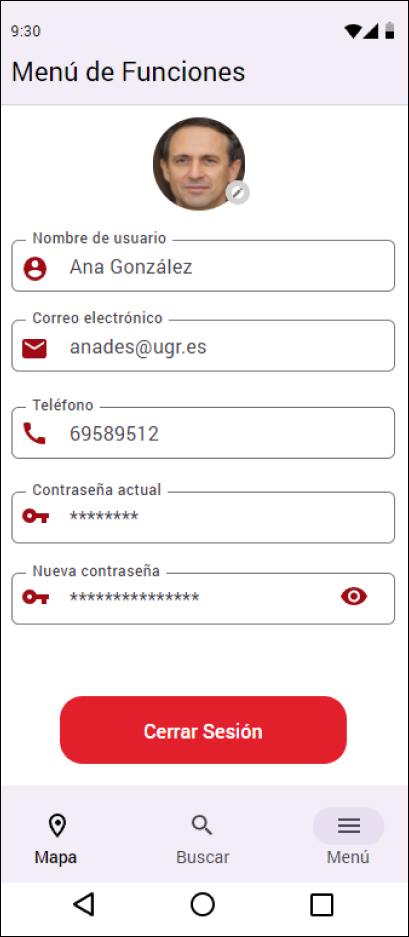 9:30
Menú de Funciones
Nombre de usuario
Ana González
Correo electrónico
anades@ugr.es
Teléfono
69589512
Contraseña actual
********
Nueva contraseña
***************
Cerrar Sesión
Mapa
Buscar
Menú